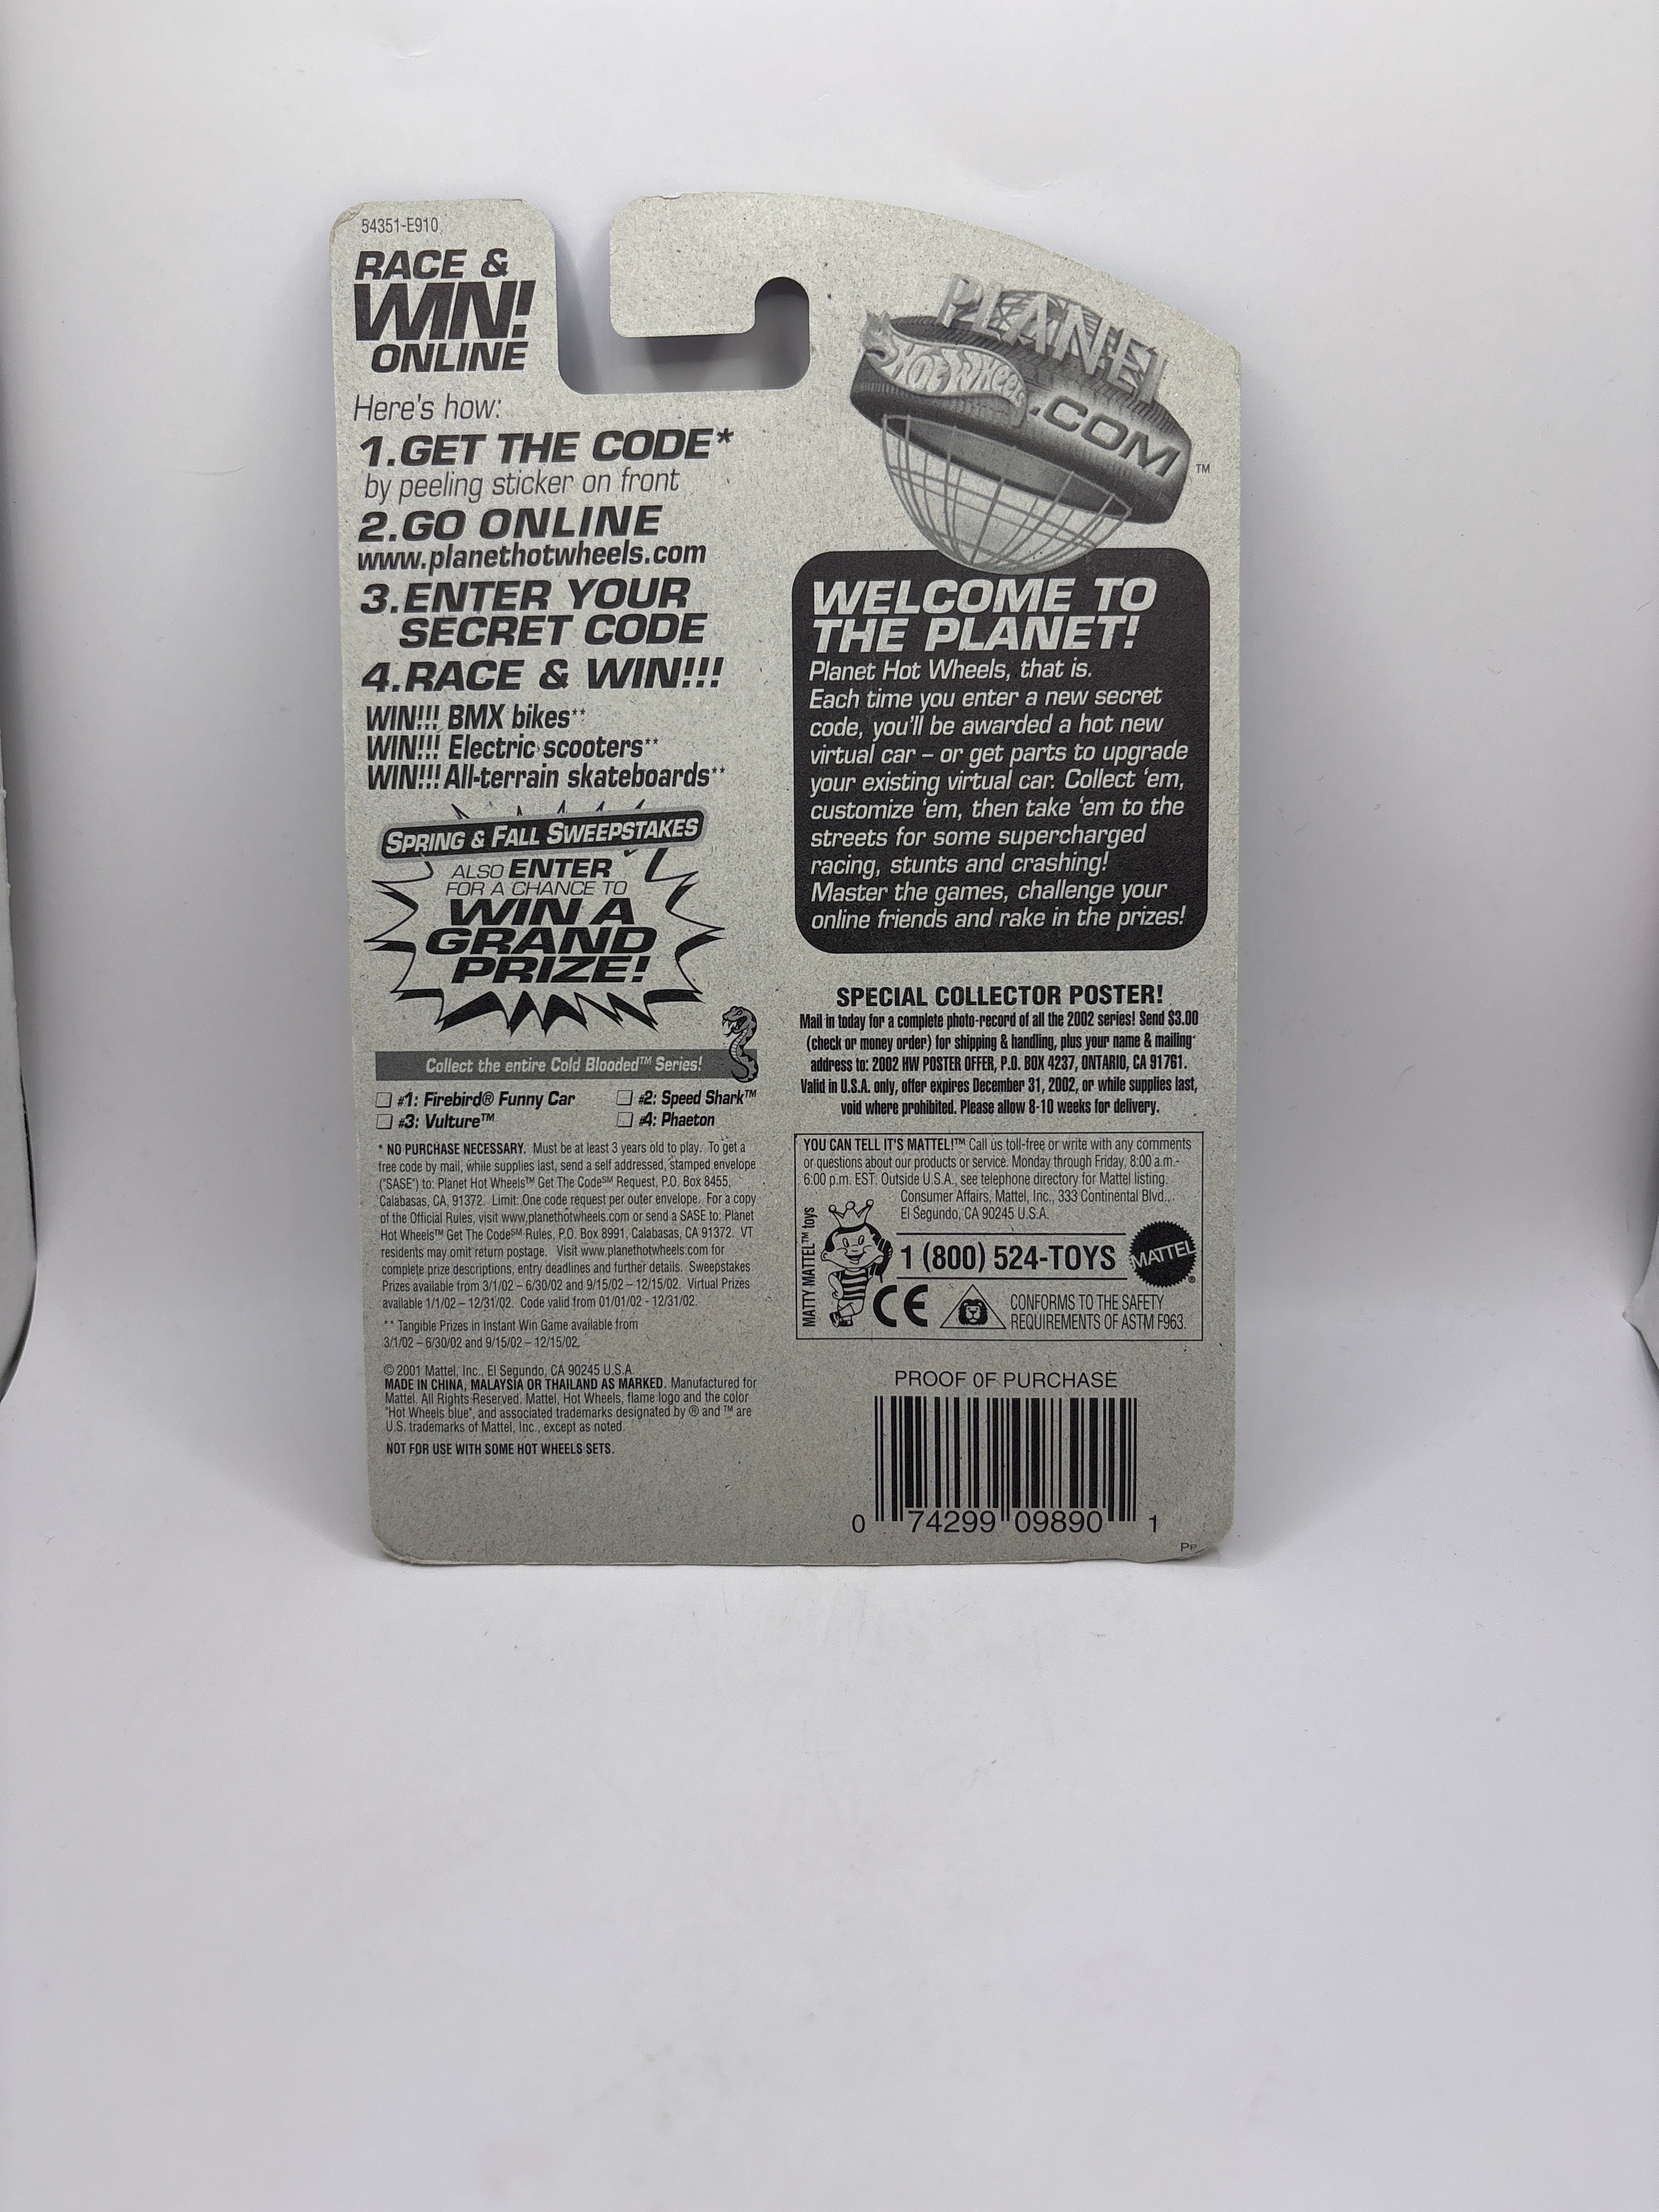 54351-E910
RACE &
WIN!
ONLINE
Here's how:
1.GET THE CODE*
by peeling sticker on front
2.GO ONLINE
www.planethotwheels.com
3.ENTER YOUR
SECRET CODE
4.RACE & WIN!!!
WIN!!! BMX bikes**
WIN!!! Electric scooters**
WIN!!! All-terrain skateboards**
SPRING & FALL SWEEPSTAKES
ALSO ENTER
FOR A CHANCE TO
WIN A
GRAND
PRIZE!
Collect the entire Cold Blooded™ Series!
#1: Firebird® Funny Car
#2: Speed Shark™
#3: Vulture™
#4: Phaeton
* NO PURCHASE NECESSARY. Must be at least 3 years old to play. To get a
free code by mail, while supplies last, send a self addressed, stamped envelope
("SASE") to: Planet Hot Wheels™ Get The Code℠ Request, P.O. Box 8455,
Calabasas, CA, 91372. Limit: One code request per outer envelope. For a copy
of the Official Rules, visit www.planethotwheels.com or send a SASE to: Planet
Hot Wheels™ Get The Code℠ Rules, P.O. Box 8991, Calabasas, CA 91372. VT
residents may omit return postage. Visit www.planethotwheels.com for
complete prize descriptions, entry deadlines and further details. Sweepstakes
Prizes available from 3/1/02 – 6/30/02 and 9/15/02 – 12/15/02. Virtual Prizes
available 1/1/02 – 12/31/02. Code valid from 01/01/02 - 12/31/02.
** Tangible Prizes in Instant Win Game available from
3/1/02 – 6/30/02 and 9/15/02 – 12/15/02.
© 2001 Mattel, Inc., El Segundo, CA 90245 U.S.A.
MADE IN CHINA, MALAYSIA OR THAILAND AS MARKED. Manufactured for
Mattel. All Rights Reserved. Mattel, Hot Wheels, flame logo and the color
"Hot Wheels blue", and associated trademarks designated by ® and ™ are
U.S. trademarks of Mattel, Inc., except as noted.
NOT FOR USE WITH SOME HOT WHEELS SETS.
PLANET
HOT WHEELS
.COM
™
WELCOME TO
THE PLANET!
Planet Hot Wheels, that is.
Each time you enter a new secret
code, you'll be awarded a hot new
virtual car – or get parts to upgrade
your existing virtual car. Collect 'em,
customize 'em, then take 'em to the
streets for some supercharged
racing, stunts and crashing!
Master the games, challenge your
online friends and rake in the prizes!
SPECIAL COLLECTOR POSTER!
Mail in today for a complete photo-record of all the 2002 series! Send $3.00
(check or money order) for shipping & handling, plus your name & mailing
address to: 2002 HW POSTER OFFER, P.O. BOX 4237, ONTARIO, CA 91761.
Valid in U.S.A. only, offer expires December 31, 2002, or while supplies last,
void where prohibited. Please allow 8-10 weeks for delivery.
YOU CAN TELL IT'S MATTEL!™ Call us toll-free or write with any comments
or questions about our products or service. Monday through Friday, 8:00 a.m.-
6:00 p.m. EST. Outside U.S.A., see telephone directory for Mattel listing.
Consumer Affairs, Mattel, Inc., 333 Continental Blvd.,
El Segundo, CA 90245 U.S.A.
MATTY MATTEL™ toys
1 (800) 524-TOYS
MATTEL®
CE
CONFORMS TO THE SAFETY
REQUIREMENTS OF ASTM F963.
PROOF OF PURCHASE
0 74299 09890 1
PP